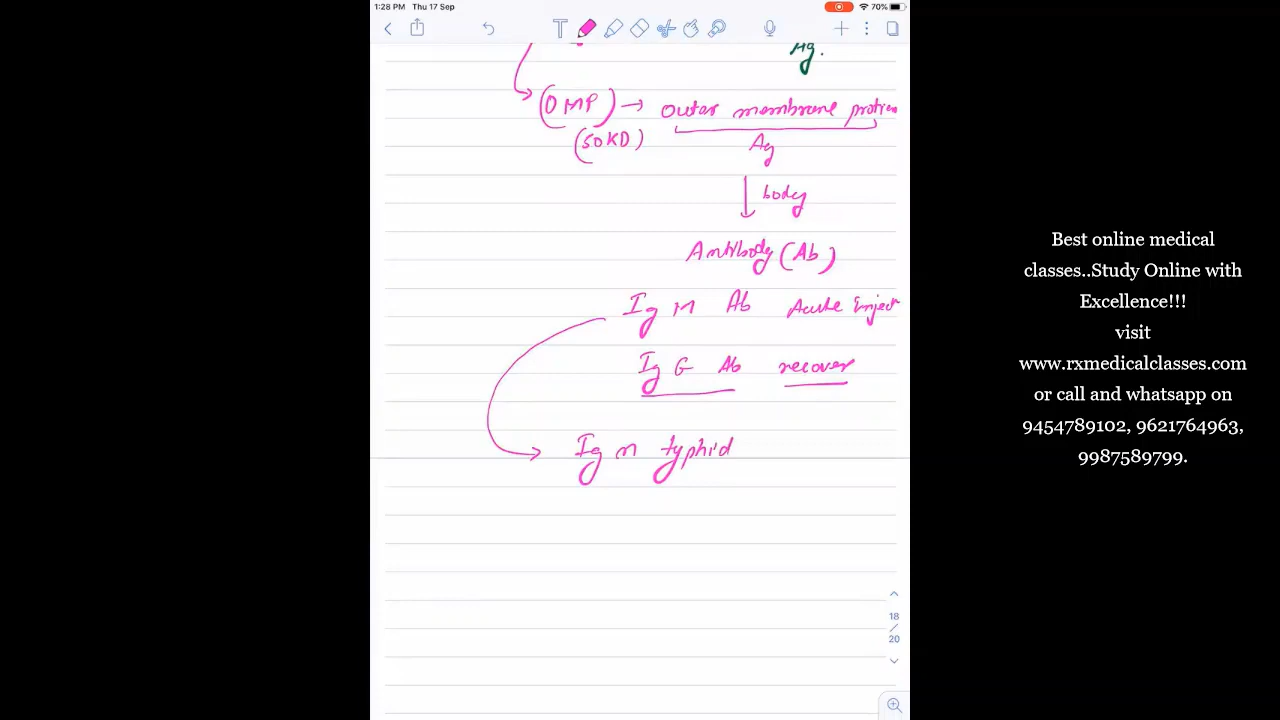 1:28 PM Thu 17 Sep
70%
Ag.
(OMP) → outer membrane protien
(50KD)
Ag
body
Antibody (Ab)
Ig M Ab Acute Infect
Ig G Ab recover
Ig M typhid
18
/
20
Best online medical
classes..Study Online with
Excellence!!!
visit
www.rxmedicalclasses.com
or call and whatsapp on
9454789102, 9621764963,
9987589799.